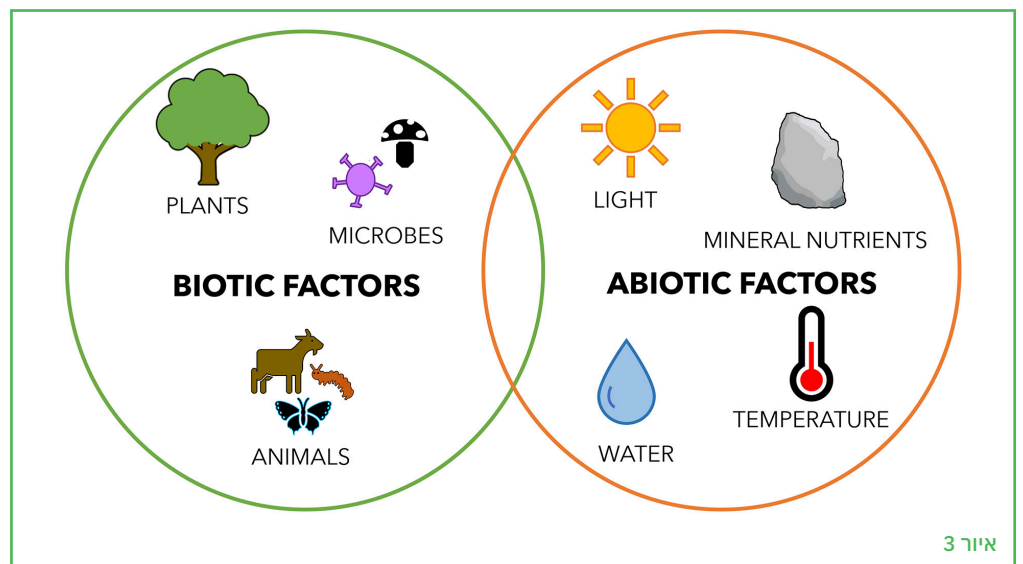 PLANTS
MICROBES
BIOTIC FACTORS
ANIMALS
LIGHT
MINERAL NUTRIENTS
ABIOTIC FACTORS
WATER
TEMPERATURE
איור 3